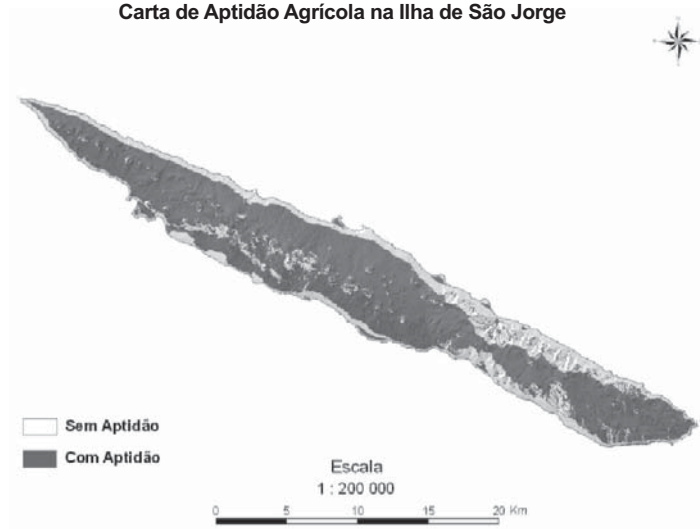 Carta de Aptidão Agrícola na Ilha de São Jorge
Sem Aptidão
Com Aptidão
Escala
1 : 200 000
0 5 10 15 20 Km